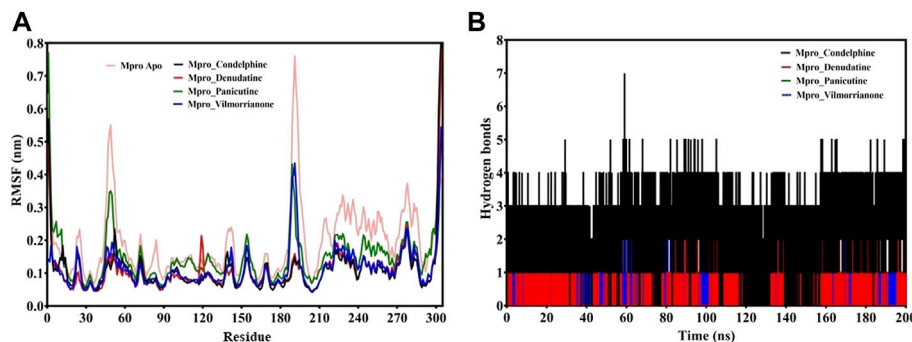 A
RMSF (nm)
0.8
0.7
0.6
0.5
0.4
0.3
0.2
0.1
0.0
Mpro Apo
Mpro_Condelphine
Mpro_Denudatine
Mpro_Panicutine
Mpro_Vilmorrianone
0 30 60 90 120 150 180 210 240 270 300
Residue
B
Hydrogen bonds
8
7
6
5
4
3
2
1
0
Mpro_Condelphine
Mpro_Denudatine
Mpro_Panicutine
Mpro_Vilmorrianone
0 20 40 60 80 100 120 140 160 180 200
Time (ns)